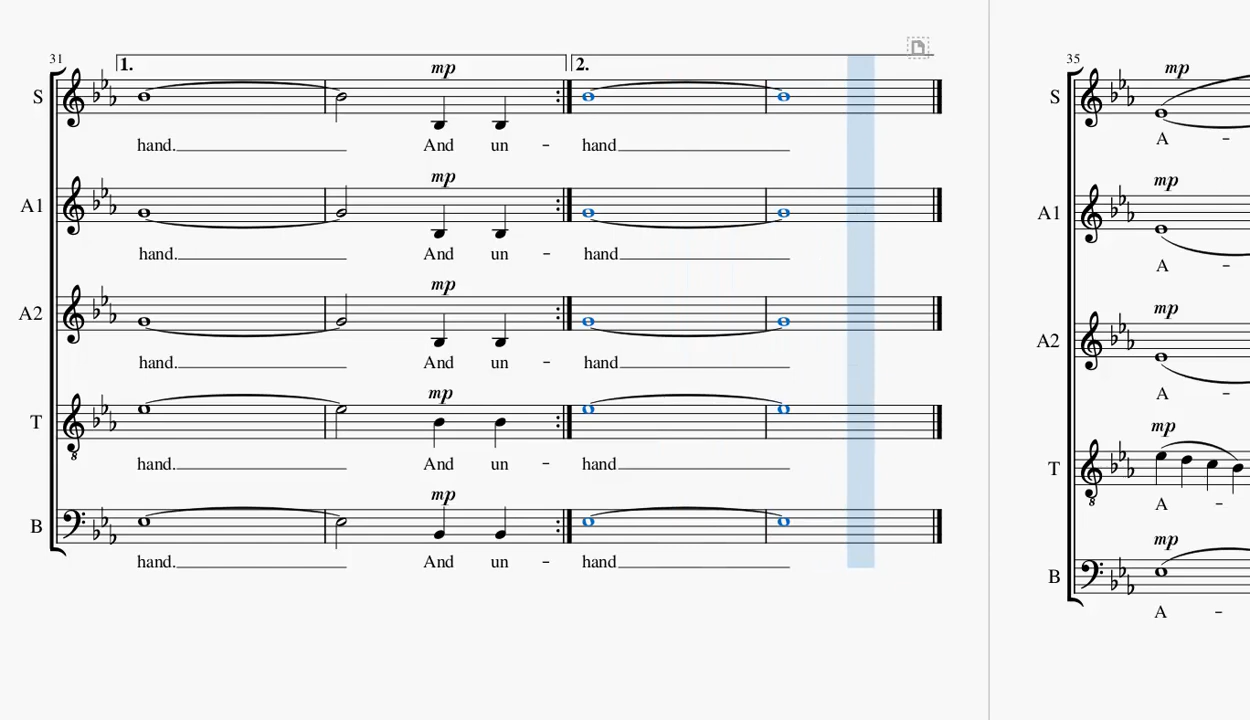 31
1.
mp
2.
S
hand. And un - hand
mp
A1
hand. And un - hand
mp
A2
hand. And un - hand
mp
T
8
hand. And un - hand
mp
B
hand. And un - hand
35
mp
S
A -
mp
A1
A -
mp
A2
A -
mp
T
8
A -
mp
B
A -